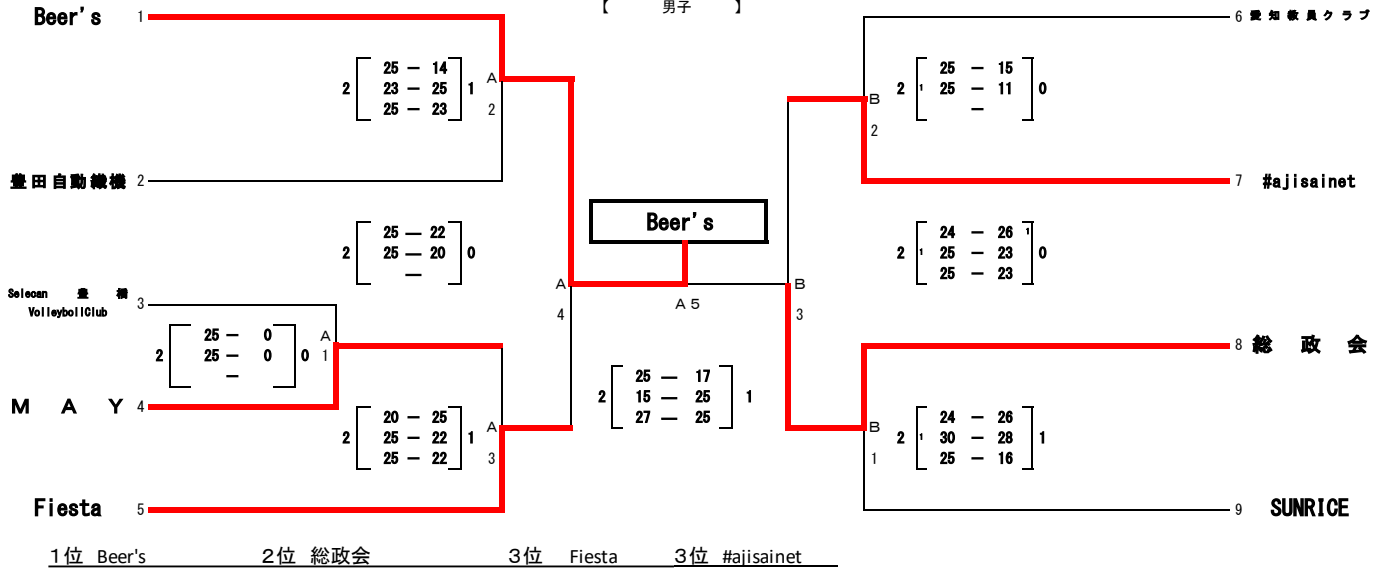 【 男子 】
Beer's 1
6 愛知教員クラブ
25 — 14
2 23 — 25 1
25 — 23
A
2
25 — 15
2 1 25 — 11 0
—
B
2
豊田自動織機 2
7 #ajisainet
Beer's
25 — 22
2 25 — 20 0
—
24 — 26 1
2 1 25 — 23 0
25 — 23
A
4
A5
B
3
Selecan 豊橋
VolleybollClub
3
25 — 0
2 25 — 0 0
—
A
1
8 総政会
MAY 4
25 — 17
2 15 — 25 1
27 — 25
20 — 25
2 25 — 22 1
25 — 22
A
3
24 — 26
2 1 30 — 28 1
25 — 16
B
1
Fiesta 5
9 SUNRICE
1位 Beer's 2位 総政会 3位 Fiesta 3位 #ajisainet